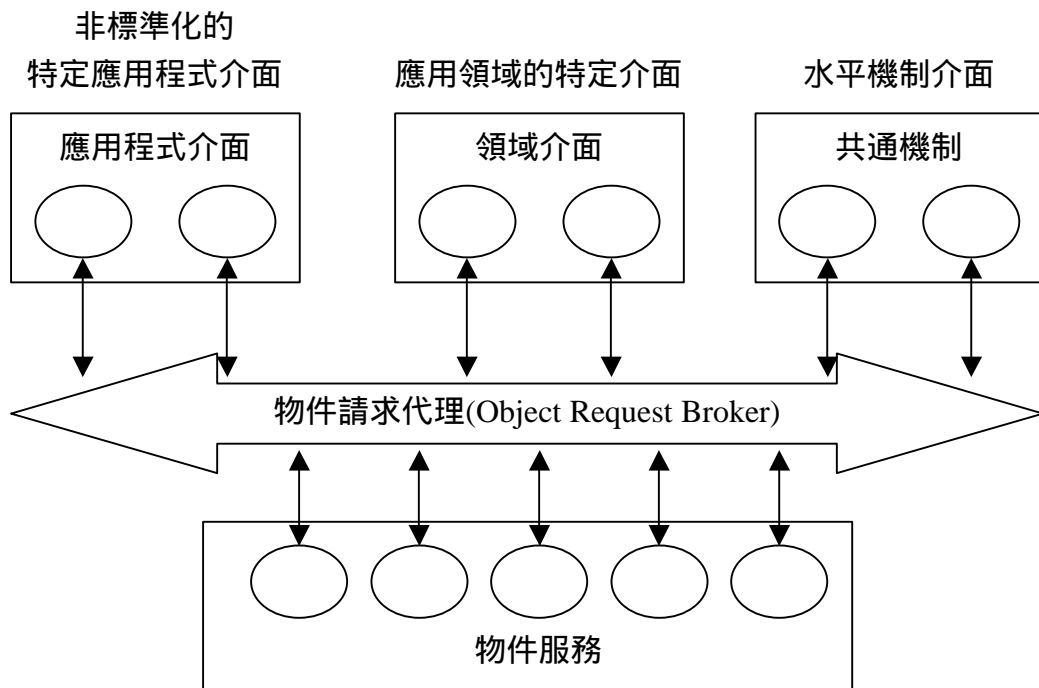 非標準化的
特定應用程式介面
應用領域的特定介面
水平機制介面
應用程式介面
領域介面
共通機制
物件請求代理(Object Request Broker)
物件服務